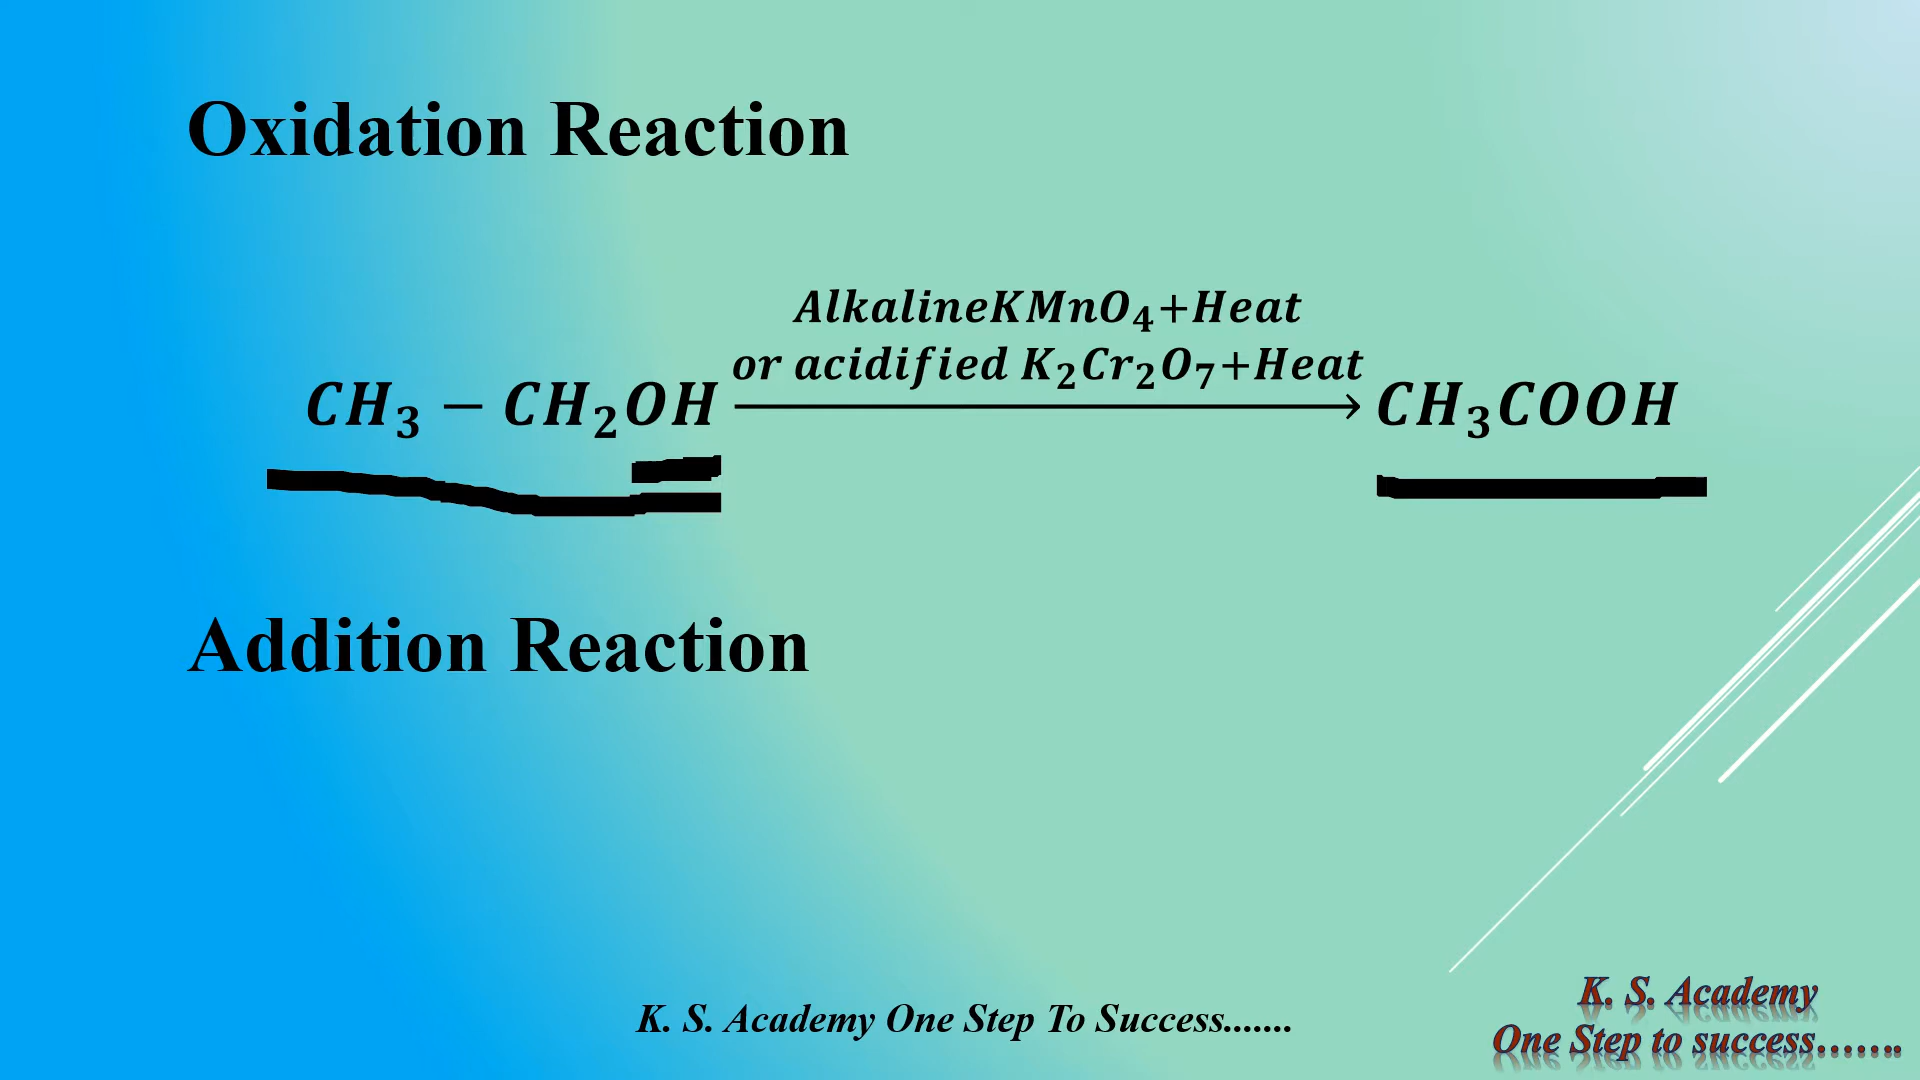 Oxidation Reaction
AlkalineKMnO₄+Heat
or acidified K₂Cr₂O₇+Heat
CH₃ − CH₂OH ⟶ CH₃COOH
Addition Reaction
K. S. Academy One Step To Success.......
K. S. Academy
One Step to success…….